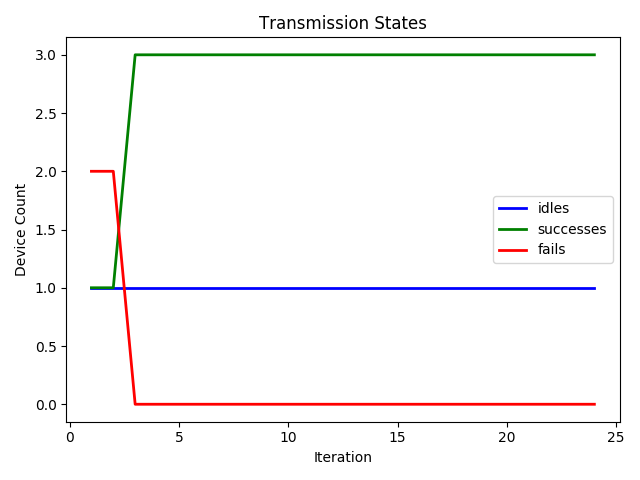 Transmission States
3.0
2.5
2.0
1.5
1.0
0.5
0.0
Device Count
idles
successes
fails
0 5 10 15 20 25
Iteration